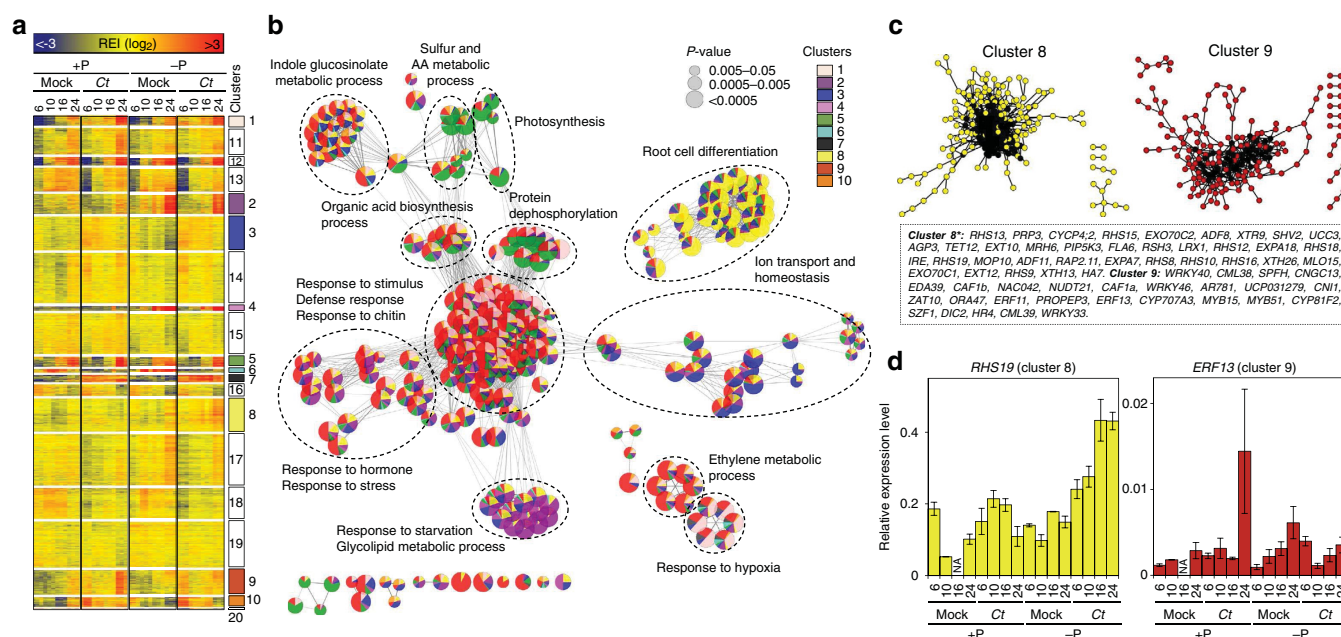 a
<-3 REI (log2) >3
+P –P
Mock Ct Mock Ct
6 10 16 24 6 10 16 24 6 10 16 24 6 10 16 24
Clusters
1
11
12
13
2
3
14
4
15
5
6
7
16
8
17
18
19
9
10
20
b
Indole glucosinolate
metabolic process
Sulfur and
AA metabolic
process
Photosynthesis
Organic acid biosynthesis
process
Protein
dephosphorylation
Response to stimulus
Defense response
Response to chitin
Response to hormone
Response to stress
Response to starvation
Glycolipid metabolic process
Root cell differentiation
Ion transport and
homeostasis
Ethylene metabolic
process
Response to hypoxia
P-value
0.005–0.05
0.0005–0.005
<0.0005
Clusters
1
2
3
4
5
6
7
8
9
10
c
Cluster 8
Cluster 9
Cluster 8*: RHS13, PRP3, CYCP4;2, RHS15, EXO70C2, ADF8, XTR9, SHV2, UCC3,
AGP3, TET12, EXT10, MRH6, PIP5K3, FLA6, RSH3, LRX1, RHS12, EXPA18, RHS18,
IRE, RHS19, MOP10, ADF11, RAP2.11, EXPA7, RHS8, RHS10, RHS16, XTH26, MLO15,
EXO70C1, EXT12, RHS9, XTH13, HA7. Cluster 9: WRKY40, CML38, SPFH, CNGC13,
EDA39, CAF1b, NAC042, NUDT21, CAF1a, WRKY46, AR781, UCP031279, CNI1,
ZAT10, ORA47, ERF11, PROPEP3, ERF13, CYP707A3, MYB15, MYB51, CYP81F2,
SZF1, DIC2, HR4, CML39, WRKY33.
d
RHS19 (cluster 8)
Relative expression level
0.4
0.2
0
NA
6 10 16 24 6 10 16 24 6 10 16 24 6 10 16 24
Mock Ct Mock Ct
+P –P
ERF13 (cluster 9)
0.02
0.01
0
NA
6 10 16 24 6 10 16 24 6 10 16 24 6 10 16 24
Mock Ct Mock Ct
+P –P